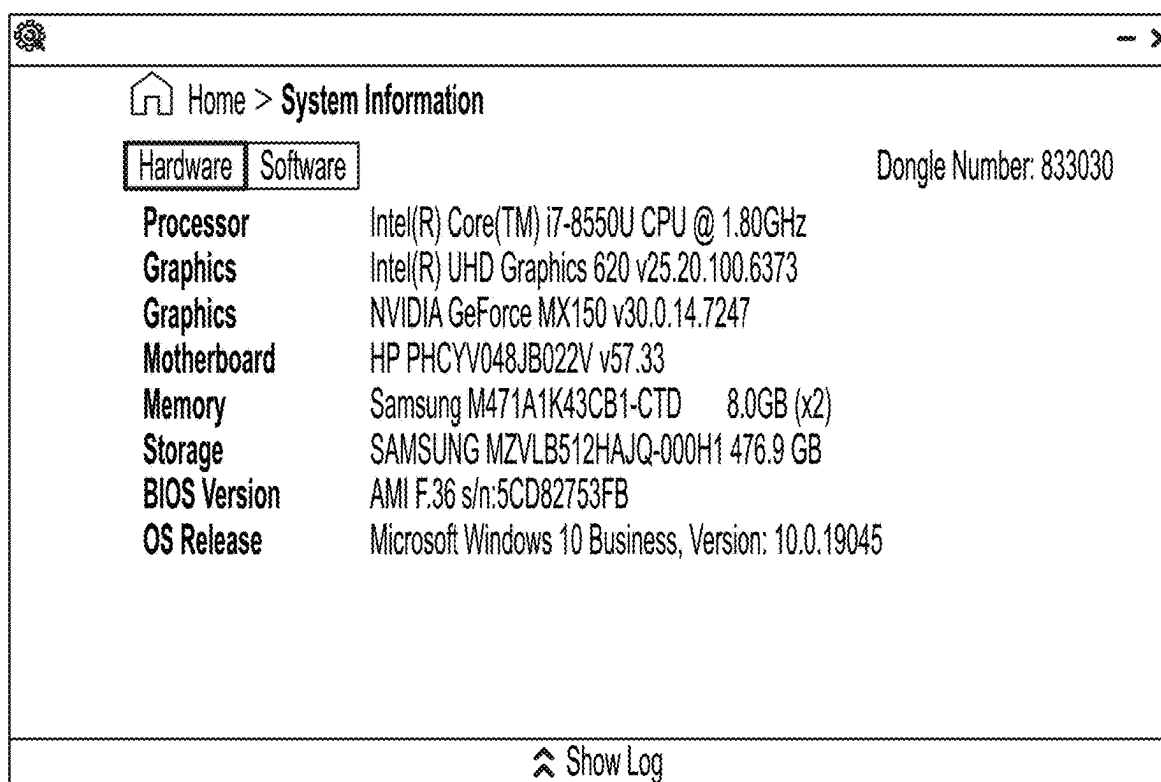 Home > System Information
Hardware Software Dongle Number: 833030
Processor Intel(R) Core(TM) i7-8550U CPU @ 1.80GHz
Graphics Intel(R) UHD Graphics 620 v25.20.100.6373
Graphics NVIDIA GeForce MX150 v30.0.14.7247
Motherboard HP PHCYV048JB022V v57.33
Memory Samsung M471A1K43CB1-CTD 8.0GB (x2)
Storage SAMSUNG MZVLB512HAJQ-000H1 476.9 GB
BIOS Version AMI F.36 s/n:5CD82753FB
OS Release Microsoft Windows 10 Business, Version: 10.0.19045
Show Log